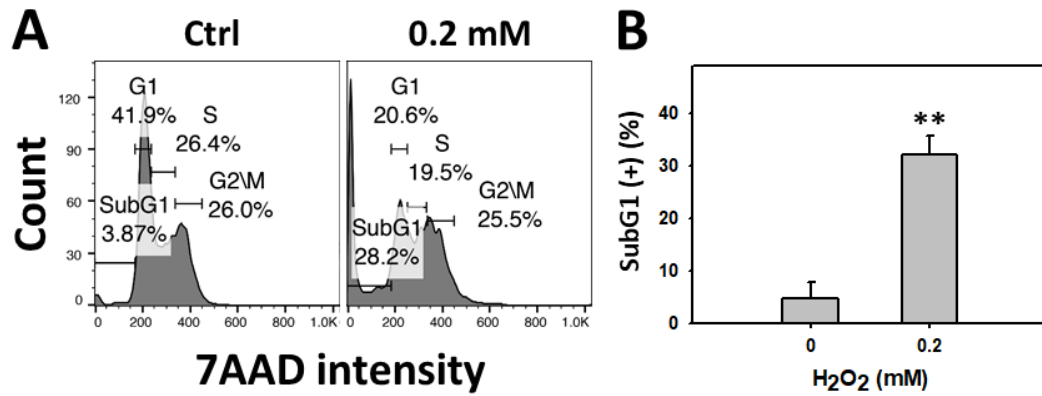 A
Ctrl
0.2 mM
Count
120
90
60
30
0
G1
41.9%
S
26.4%
G2\M
26.0%
SubG1
3.87%
0 200 400 600 800 1.0K
G1
20.6%
S
19.5%
G2\M
25.5%
SubG1
28.2%
0 200 400 600 800 1.0K
7AAD intensity
B
SubG1 (+) (%)
40
30
20
10
0
**
0 0.2
H₂O₂ (mM)